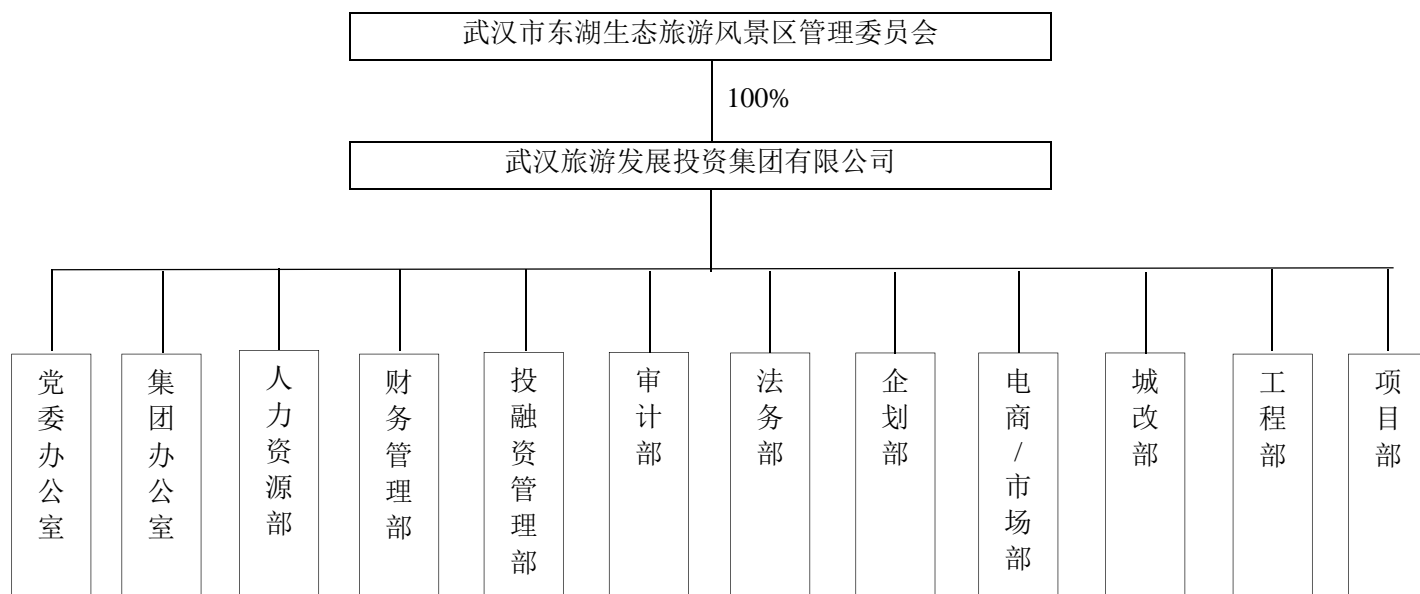 武汉市东湖生态旅游风景区管理委员会
100%
武汉旅游发展投资集团有限公司
党委办公室
集团办公室
人力资源部
财务管理部
投融资管理部
审计部
法务部
企划部
电商/市场部
城改部
工程部
项目部